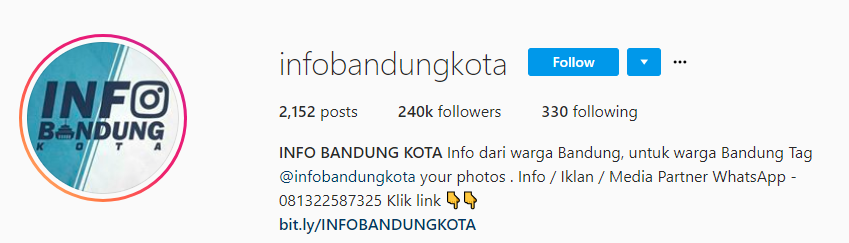 INFO
BANDUNG
KOTA
infobandungkota
Follow
2,152 posts 240k followers 330 following
INFO BANDUNG KOTA Info dari warga Bandung, untuk warga Bandung Tag
@infobandungkota your photos . Info / Iklan / Media Partner WhatsApp -
081322587325 Klik link 👇👇
bit.ly/INFOBANDUNGKOTA